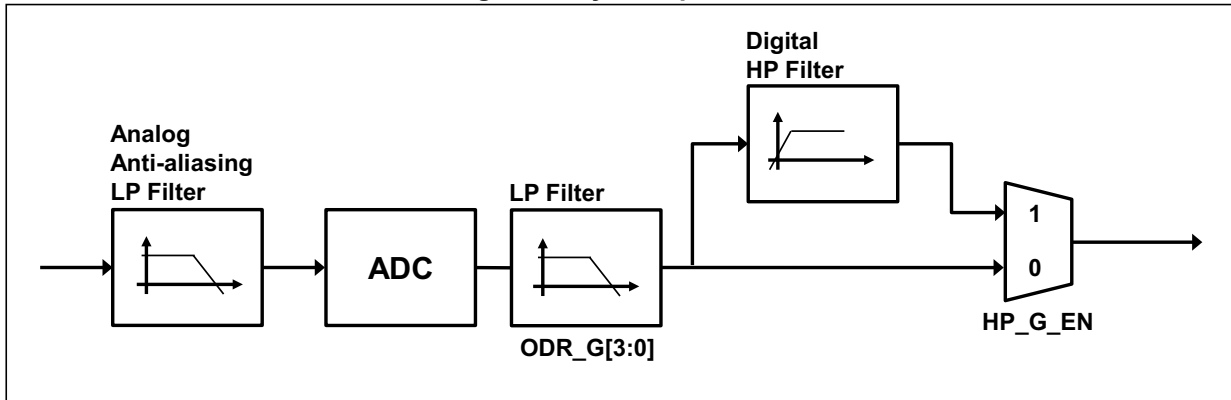 Digital
HP Filter
Analog
Anti-aliasing
LP Filter
LP Filter
ADC
1
0
HP_G_EN
ODR_G[3:0]